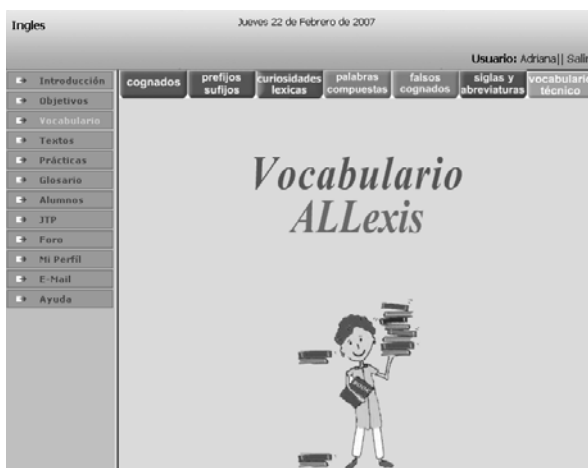 Ingles
Jueves 22 de Febrero de 2007
Usuario: Adriana|| Salir
cognados
prefijos
sufijos
curiosidades
lexicas
palabras
compuestas
falsos
cognados
siglas y
abreviaturas
vocabulario
técnico
Introducción
Objetivos
Vocabulario
Textos
Prácticas
Glosario
Alumnos
JTP
Foro
Mi Perfil
E-Mail
Ayuda
Vocabulario
ALLexis